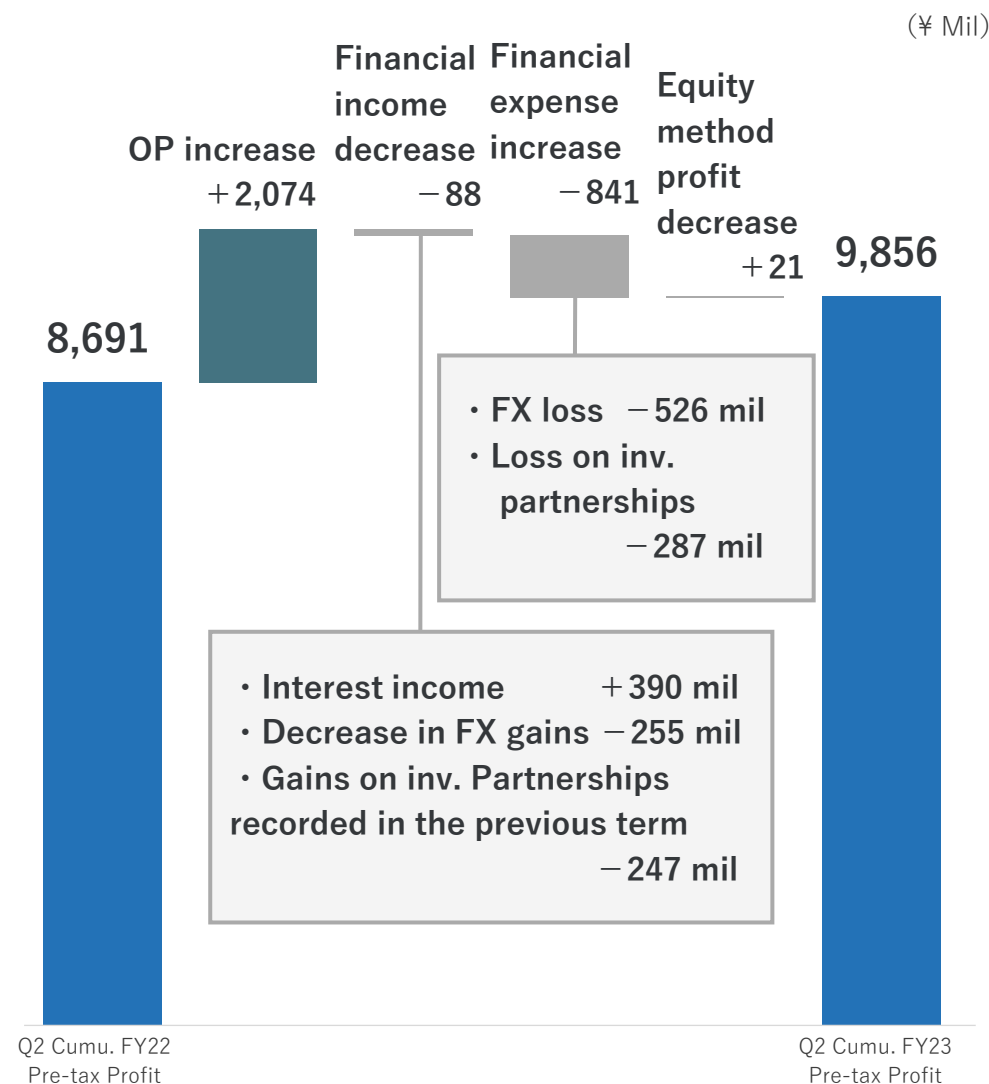 (¥ Mil)
OP increase
+2,074
Financial
income
decrease
−88
Financial
expense
increase
−841
Equity
method
profit
decrease
+21
8,691
9,856
・FX loss −526 mil
・Loss on inv.
partnerships
−287 mil
・Interest income +390 mil
・Decrease in FX gains −255 mil
・Gains on inv. Partnerships
recorded in the previous term
−247 mil
Q2 Cumu. FY22
Pre-tax Profit
Q2 Cumu. FY23
Pre-tax Profit